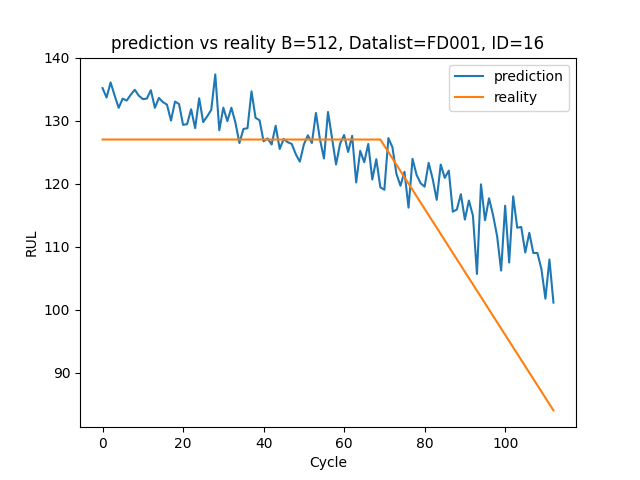 prediction vs reality B=512, Datalist=FD001, ID=16
prediction
reality
140
130
120
110
100
90
RUL
0 20 40 60 80 100
Cycle